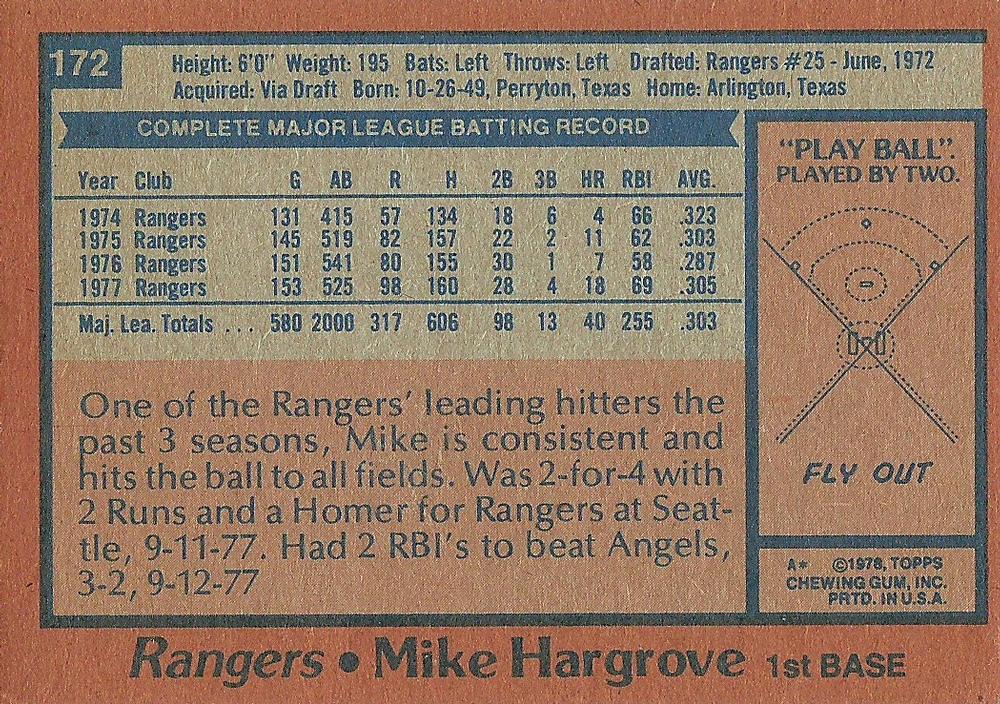 172
Height: 6'0" Weight: 195 Bats: Left Throws: Left Drafted: Rangers #25 - June, 1972
Acquired: Via Draft Born: 10-26-49, Perryton, Texas Home: Arlington, Texas
COMPLETE MAJOR LEAGUE BATTING RECORD
Year Club G AB R H 2B 3B HR RBI AVG.
1974 Rangers 131 415 57 134 18 6 4 66 .323
1975 Rangers 145 519 82 157 22 2 11 62 .303
1976 Rangers 151 541 80 155 30 1 7 58 .287
1977 Rangers 153 525 98 160 28 4 18 69 .305
Maj. Lea. Totals ... 580 2000 317 606 98 13 40 255 .303
One of the Rangers' leading hitters the
past 3 seasons, Mike is consistent and
hits the ball to all fields. Was 2-for-4 with
2 Runs and a Homer for Rangers at Seat-
tle, 9-11-77. Had 2 RBI's to beat Angels,
3-2, 9-12-77
"PLAY BALL".
PLAYED BY TWO.
FLY OUT
A* ©1978, TOPPS
CHEWING GUM, INC.
PRTD. IN U.S.A.
Rangers • Mike Hargrove 1st BASE